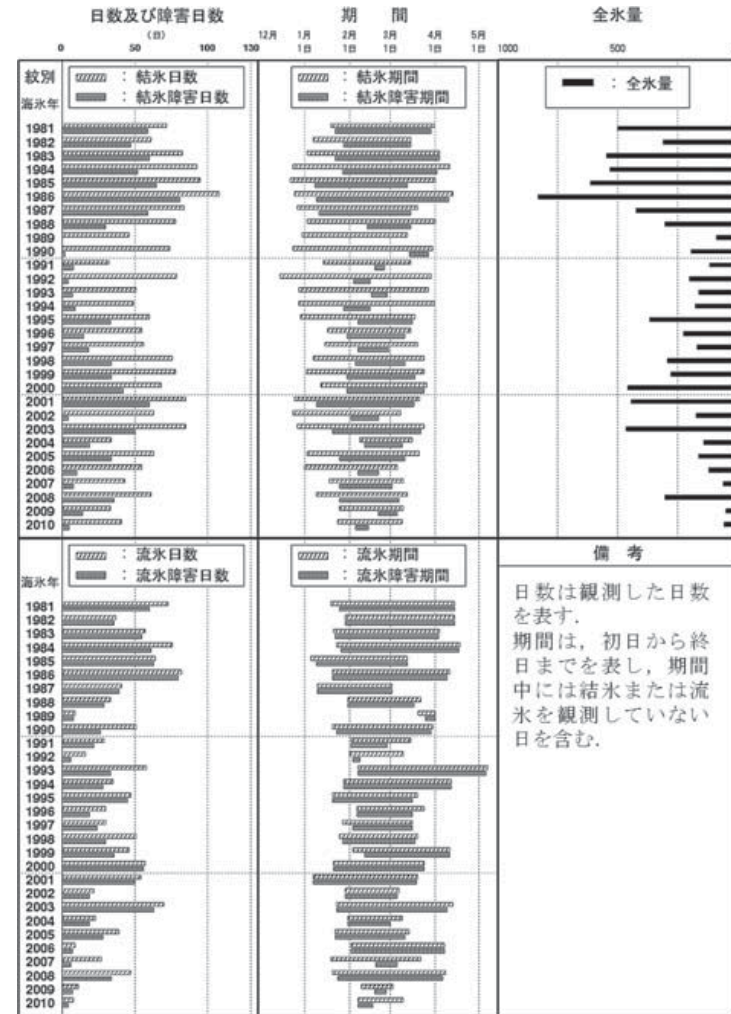 日数及び障害日数
期 間
全氷量
(日)
0 50 100 130
12月 1日 1月 1日 2月 1日 3月 1日 4月 1日 5月 1日
1000 500
紋別
海氷年
: 結氷日数
: 結氷障害日数
: 結氷期間
: 結氷障害期間
: 全氷量
1981
1982
1983
1984
1985
1986
1987
1988
1989
1990
1991
1992
1993
1994
1995
1996
1997
1998
1999
2000
2001
2002
2003
2004
2005
2006
2007
2008
2009
2010
海氷年
: 流氷日数
: 流氷障害日数
: 流氷期間
: 流氷障害期間
備 考
日数は観測した日数
を表す.
期間は,初日から終
日までを表し,期間
中には結氷または流
氷を観測していない
日を含む.
1981
1982
1983
1984
1985
1986
1987
1988
1989
1990
1991
1992
1993
1994
1995
1996
1997
1998
1999
2000
2001
2002
2003
2004
2005
2006
2007
2008
2009
2010